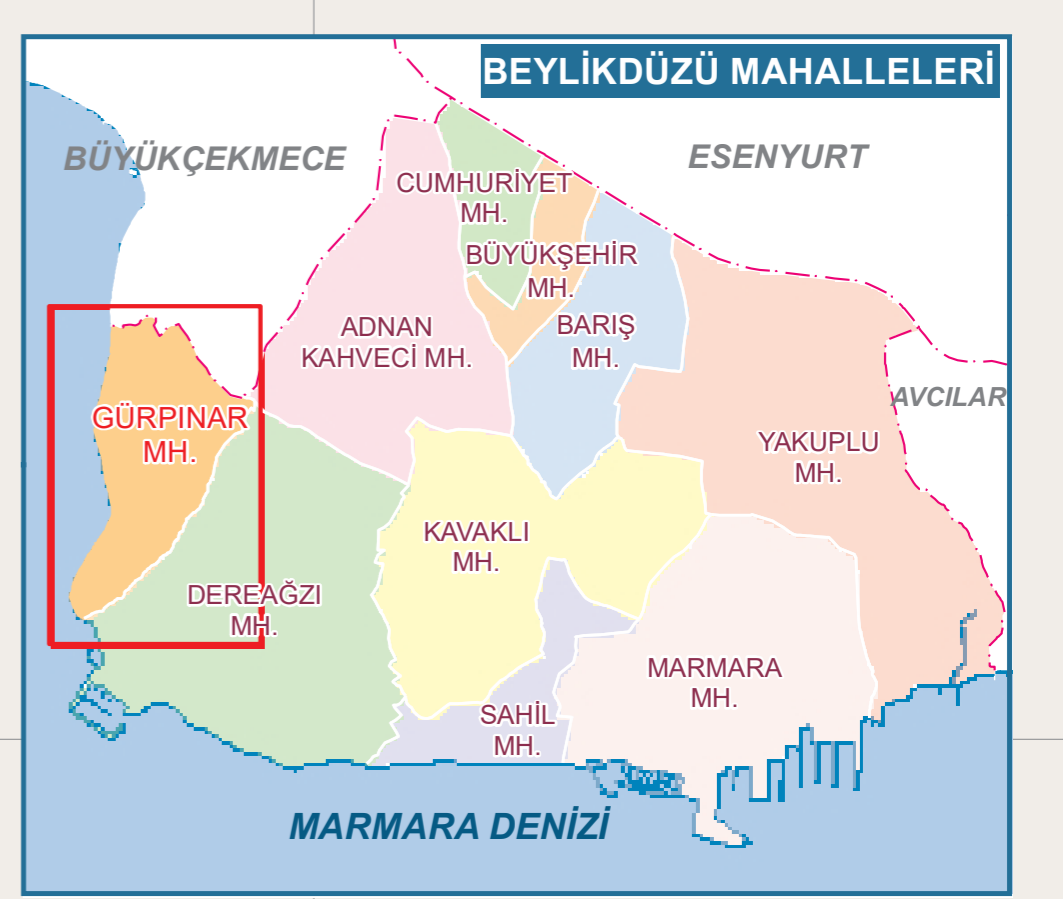 BEYLİKDÜZÜ MAHALLELERİ
BÜYÜKÇEKMECE
ESENYURT
CUMHURİYET
MH.
BÜYÜKŞEHİR
MH.
ADNAN
KAHVECİ MH.
BARIŞ
MH.
AVCILAR
GÜRPINAR
MH.
YAKUPLU
MH.
KAVAKLI
MH.
DEREAĞZI
MH.
MARMARA
MH.
SAHİL
MH.
MARMARA DENİZİ